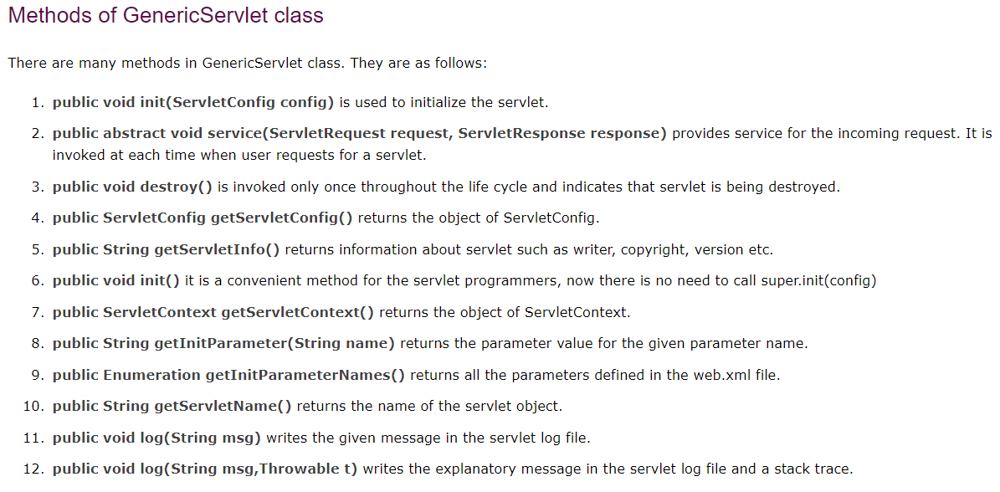 Methods of GenericServlet class
There are many methods in GenericServlet class. They are as follows:
1. public void init(ServletConfig config) is used to initialize the servlet.
2. public abstract void service(ServletRequest request, ServletResponse response) provides service for the incoming request. It is
invoked at each time when user requests for a servlet.
3. public void destroy() is invoked only once throughout the life cycle and indicates that servlet is being destroyed.
4. public ServletConfig getServletConfig() returns the object of ServletConfig.
5. public String getServletInfo() returns information about servlet such as writer, copyright, version etc.
6. public void init() it is a convenient method for the servlet programmers, now there is no need to call super.init(config)
7. public ServletContext getServletContext() returns the object of ServletContext.
8. public String getInitParameter(String name) returns the parameter value for the given parameter name.
9. public Enumeration getInitParameterNames() returns all the parameters defined in the web.xml file.
10. public String getServletName() returns the name of the servlet object.
11. public void log(String msg) writes the given message in the servlet log file.
12. public void log(String msg,Throwable t) writes the explanatory message in the servlet log file and a stack trace.